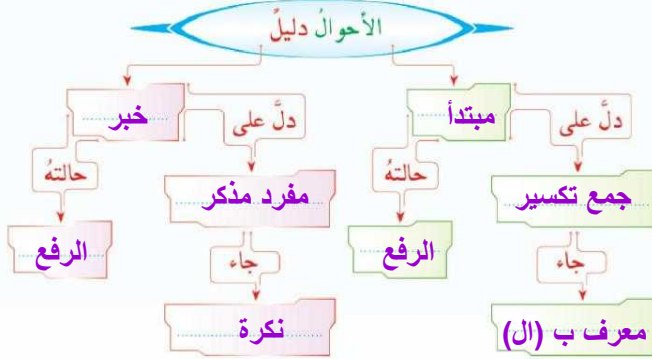 الأحوالُ دليلٌ
مبتدأ
دلَّ على
حالتهُ
جمع تكسير
الرفع
جاء
معرف ب (ال)
خبر
دلَّ على
حالتهُ
مفرد مذكر
الرفع
جاء
نكرة